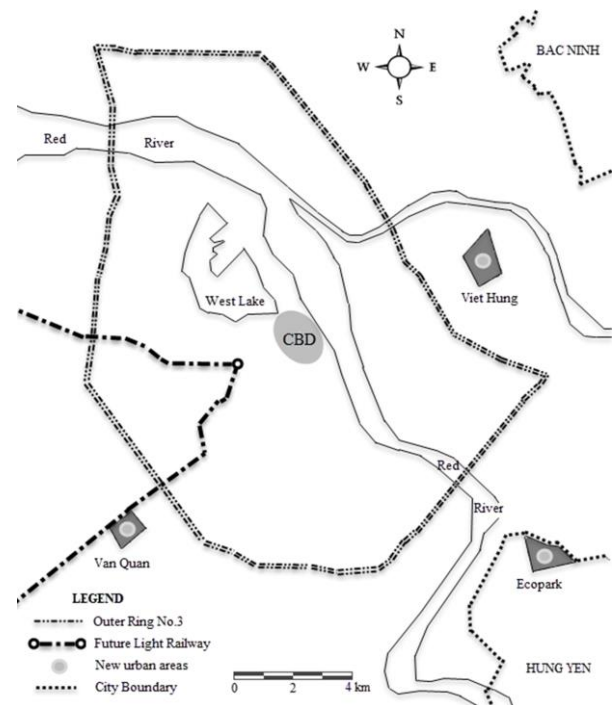 N
BAC NINH
W E
S
Red River
Viet Hung
West Lake
CBD
Red
River
Van Quan
Ecopark
LEGEND
Outer Ring No.3
Future Light Railway
New urban areas
City Boundary
0 2 4 km
HUNG YEN